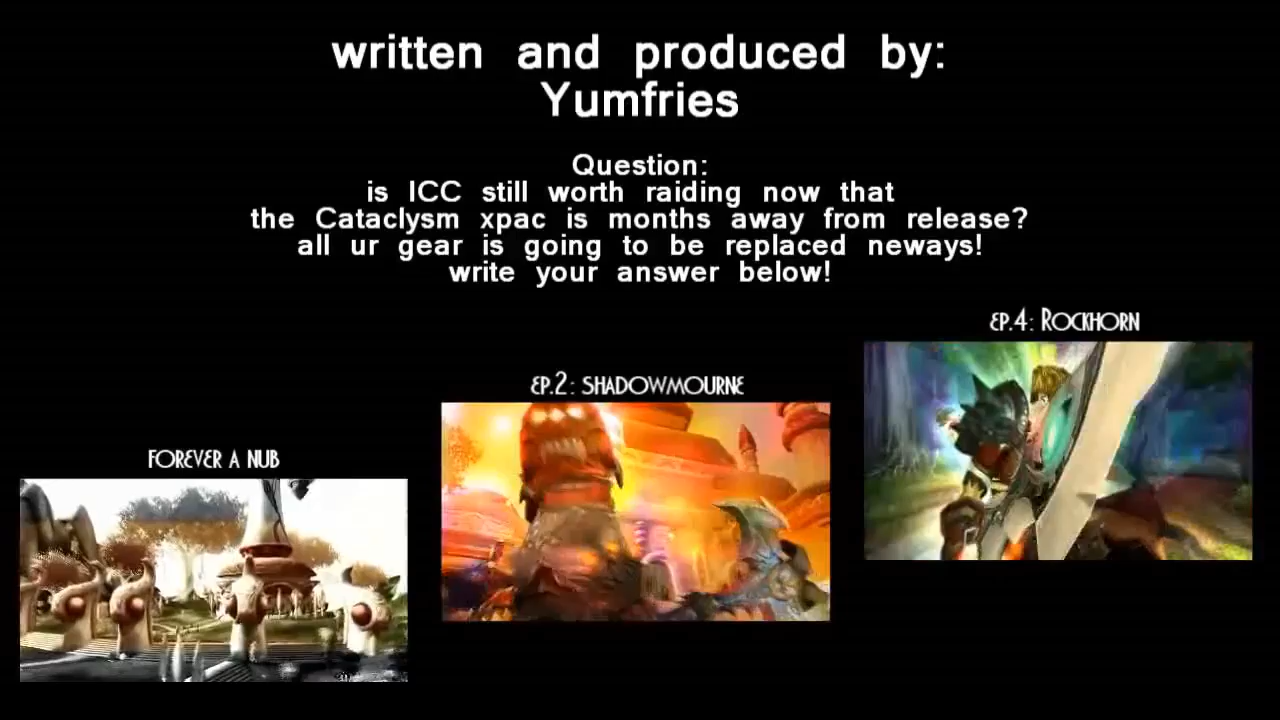 written and produced by:
Yumfries
Question:
is ICC still worth raiding now that
the Cataclysm xpac is months away from release?
all ur gear is going to be replaced neways!
write your answer below!
EP.4: ROCKHORN
EP.2: SHADOWMOURNE
FOREVER A NUB